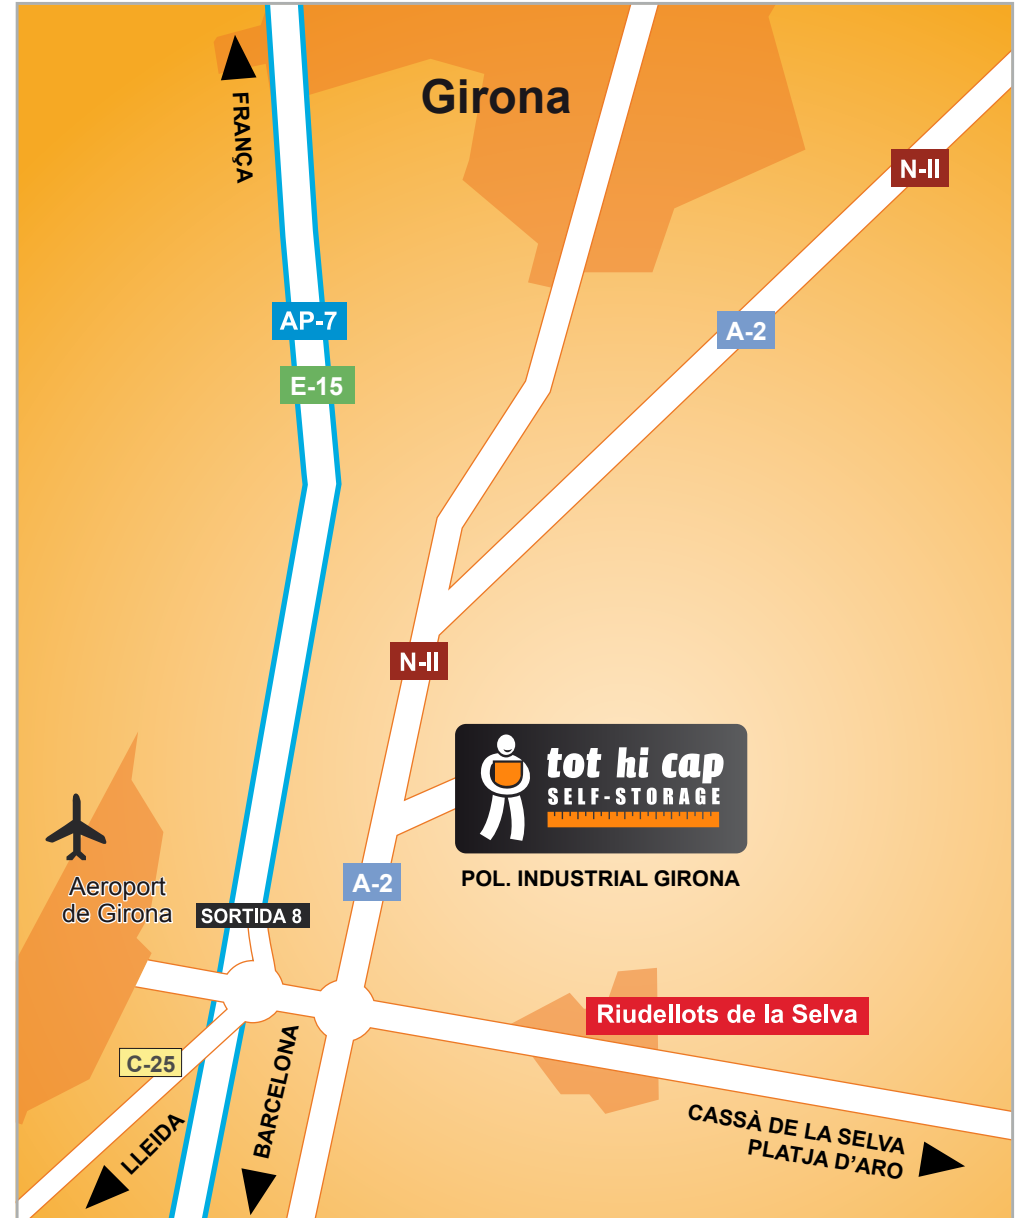 Girona
FRANÇA
N-II
AP-7
A-2
E-15
N-II
tot hi cap
SELF-STORAGE
A-2
POL. INDUSTRIAL GIRONA
Aeroport
de Girona
SORTIDA 8
Riudellots de la Selva
C-25
BARCELONA
LLEIDA
CASSÀ DE LA SELVA
PLATJA D'ARO